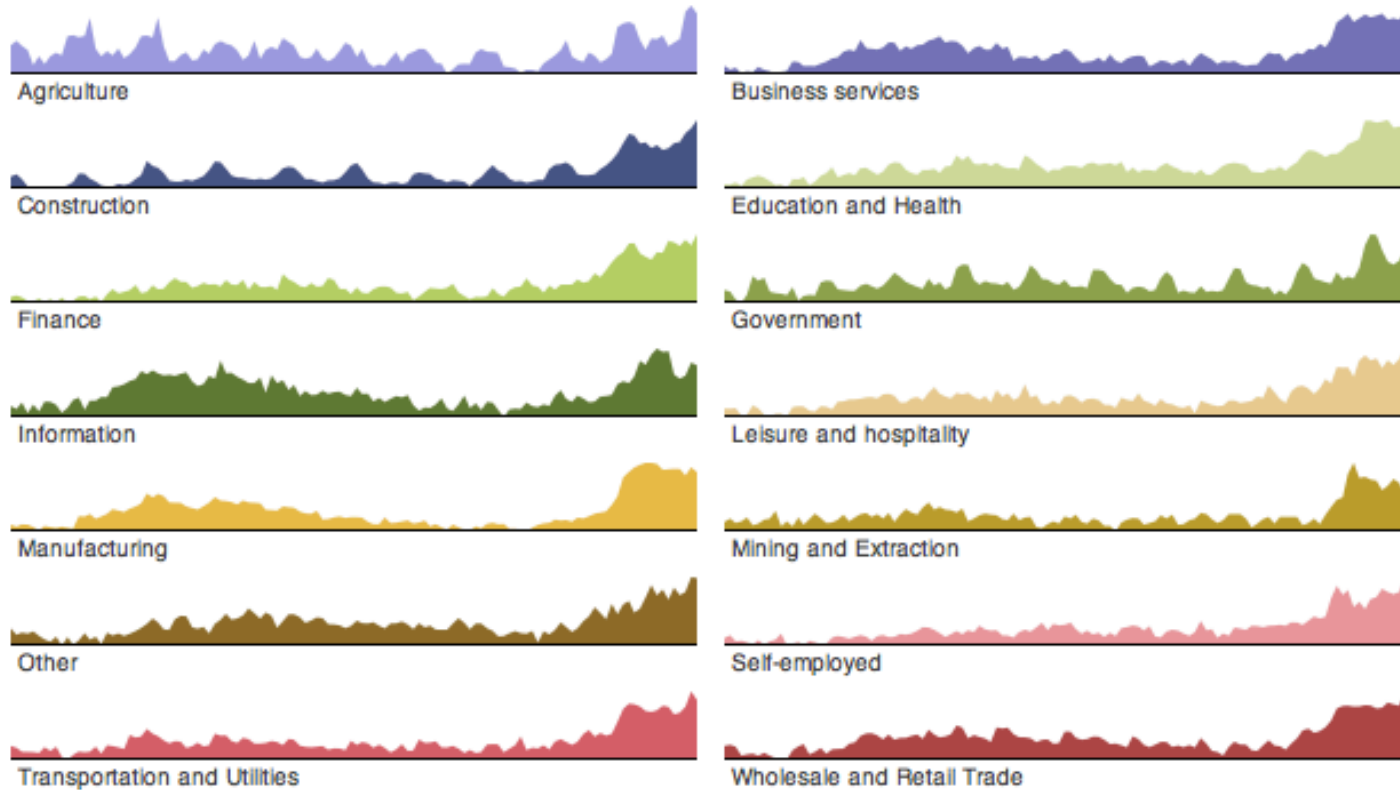 Agriculture
Business services
Construction
Education and Health
Finance
Government
Information
Leisure and hospitality
Manufacturing
Mining and Extraction
Other
Self-employed
Transportation and Utilities
Wholesale and Retail Trade